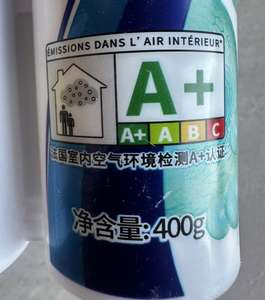 ÉMISSIONS DANS L'AIR INTÉRIEUR*
A+
A+ A B C
法国室内空气环境检测A+认证
净含量:400g